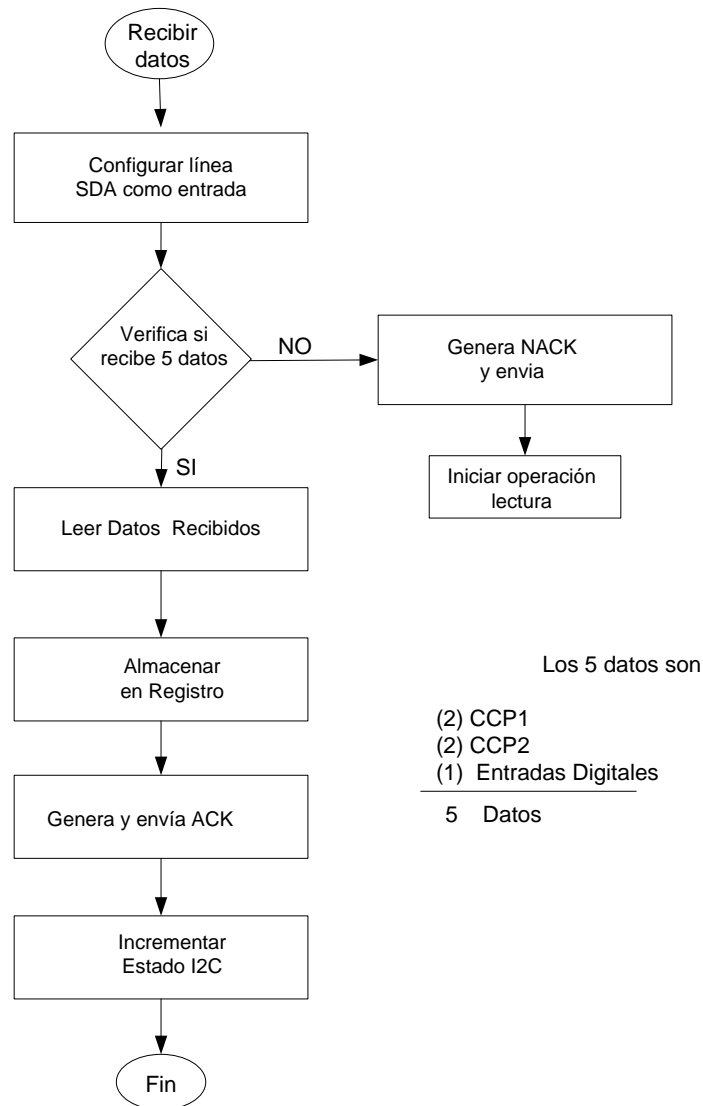 Recibir
datos
Configurar línea
SDA como entrada
Verifica si
recibe 5 datos
NO
Genera NACK
y envia
SI
Iniciar operación
lectura
Leer Datos Recibidos
Almacenar
en Registro
Los 5 datos son
(2) CCP1
(2) CCP2
(1) Entradas Digitales
5 Datos
Genera y envía ACK
Incrementar
Estado I2C
Fin